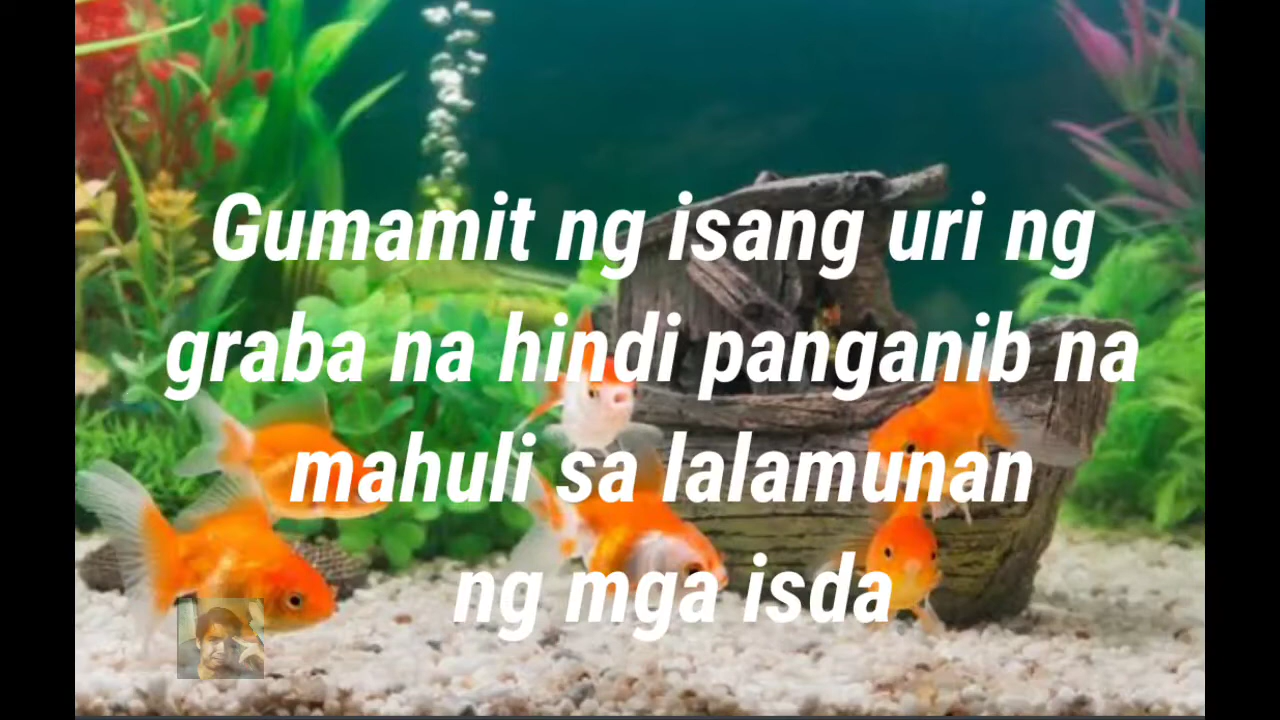 Gumamit ng isang uri ng
graba na hindi panganib na
mahuli sa lalamunan
ng mga isda